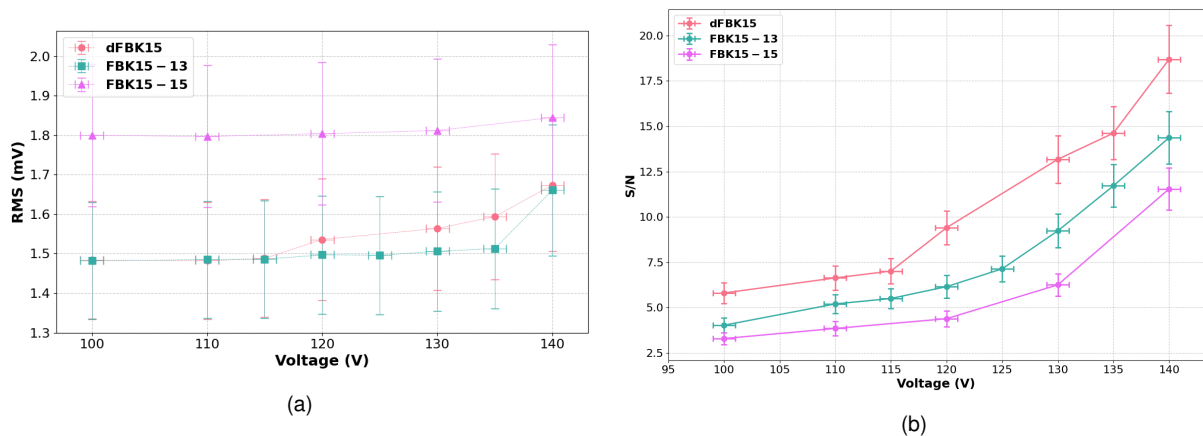 2.0
1.9
1.8
1.7
1.6
1.5
1.4
1.3
RMS (mV)
dFBK15
FBK15 − 13
FBK15 − 15
100 110 120 130 140
Voltage (V)
(a)
20.0
17.5
15.0
12.5
10.0
7.5
5.0
2.5
S/N
dFBK15
FBK15 − 13
FBK15 − 15
95 100 105 110 115 120 125 130 135 140
Voltage (V)
(b)